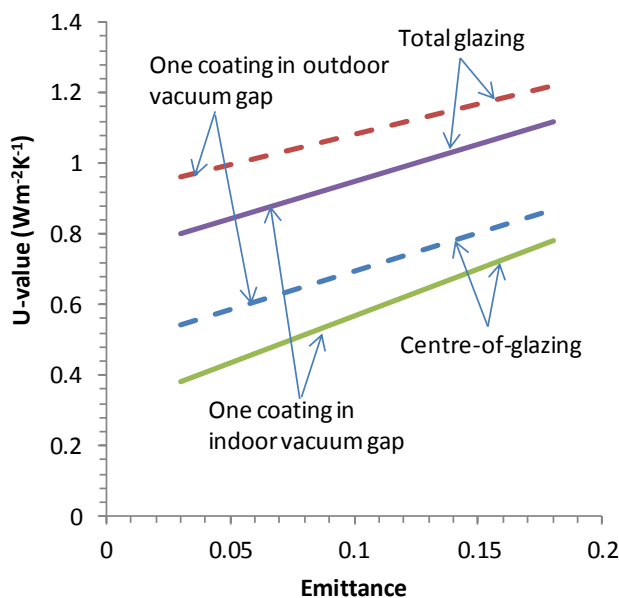 1.4
1.2
1
0.8
0.6
0.4
0.2
0
U-value (Wm⁻²K⁻¹)
Total glazing
One coating in outdoor
vacuum gap
Centre-of-glazing
One coating in
indoor vacuum gap
0
0.05
0.1
0.15
0.2
Emittance